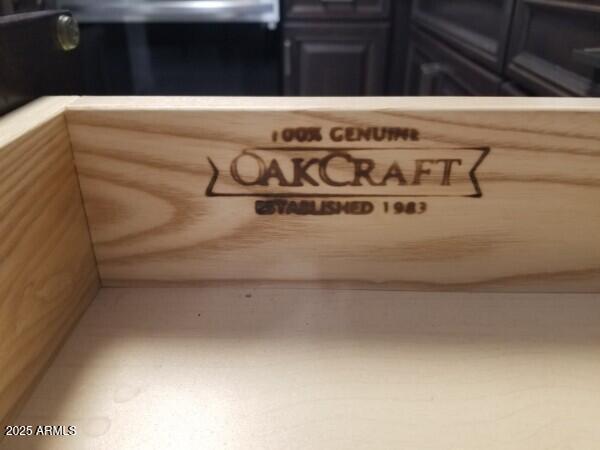 100% GENUINE
OAKCRAFT
ESTABLISHED 1983
2025 ARMLS